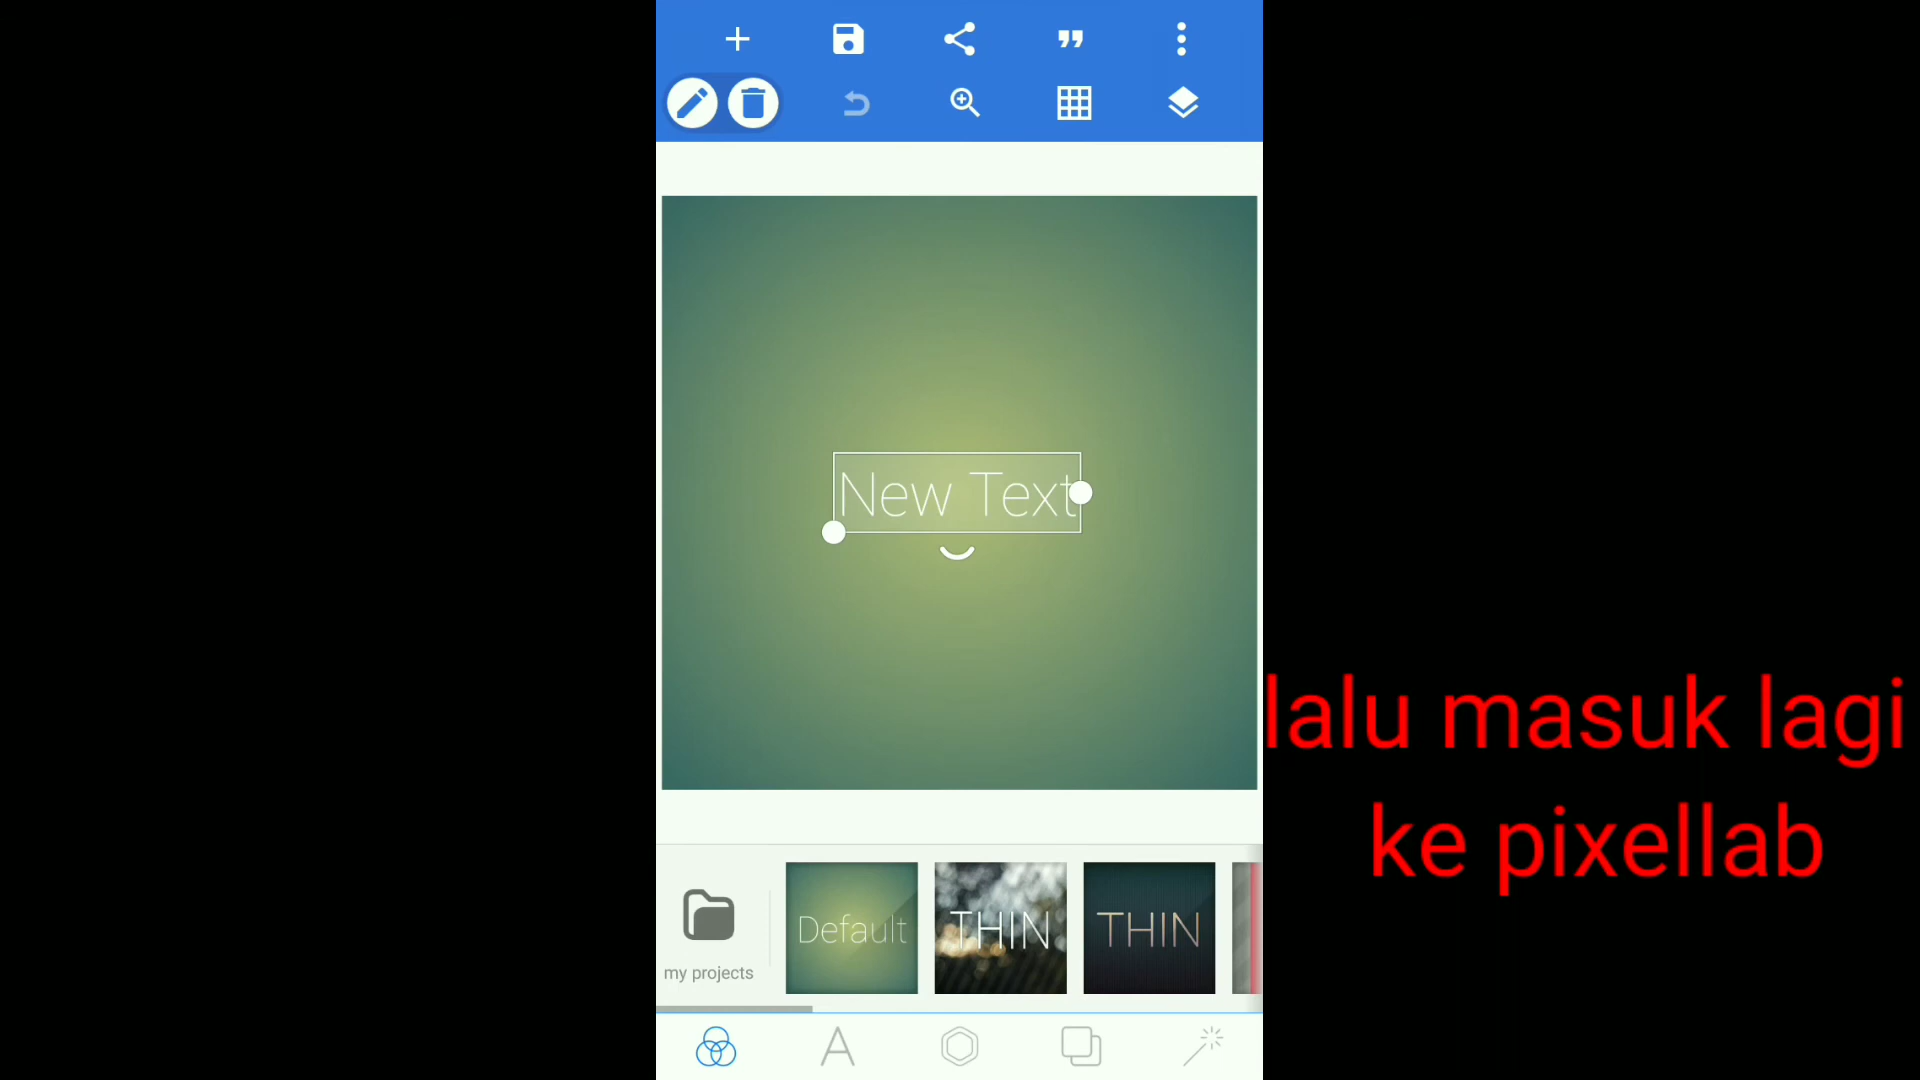 New Text
lalu masuk lagi
ke pixellab
Default
THIN
THIN
my projects